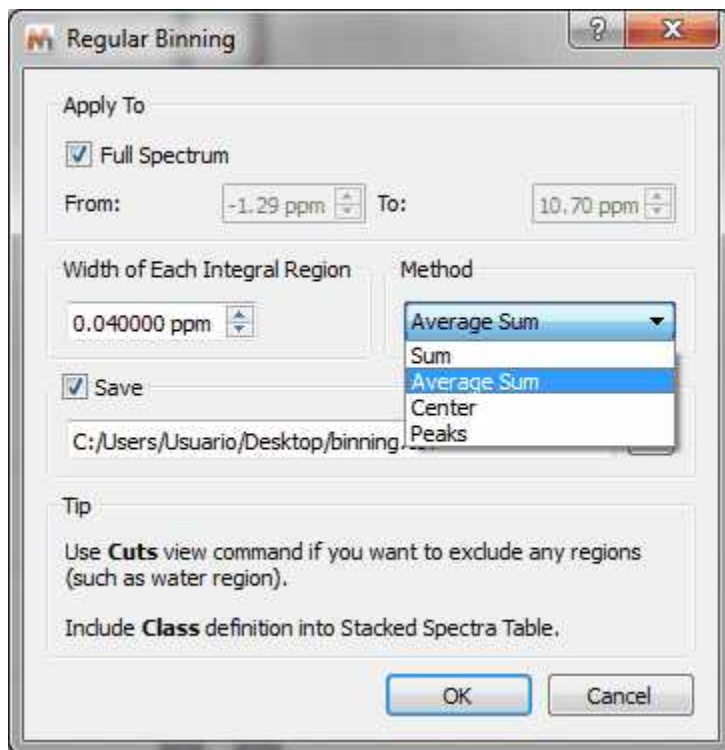 Regular Binning
Apply To
Full Spectrum
From: -1.29 ppm To: 10.70 ppm
Width of Each Integral Region Method
0.040000 ppm Average Sum
Sum
Average Sum
Center
Peaks
Save
C:/Users/Usuario/Desktop/binning.
Tip
Use Cuts view command if you want to exclude any regions
(such as water region).
Include Class definition into Stacked Spectra Table.
OK Cancel